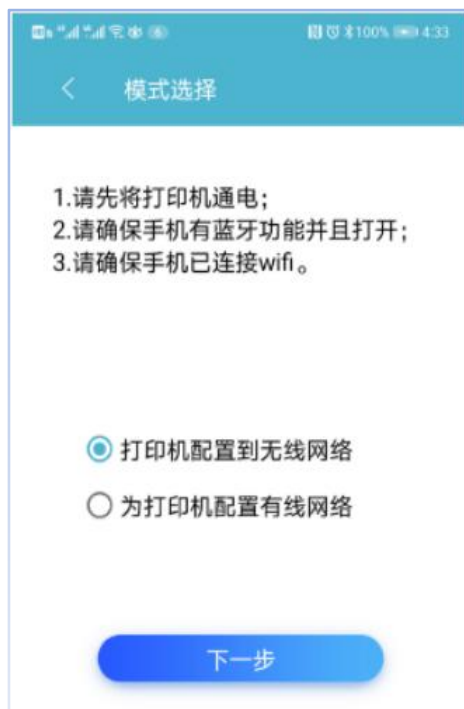 100% 4:33
模式选择
1.请先将打印机通电；
2.请确保手机有蓝牙功能并且打开；
3.请确保手机已连接wifi。
打印机配置到无线网络
为打印机配置有线网络
下一步